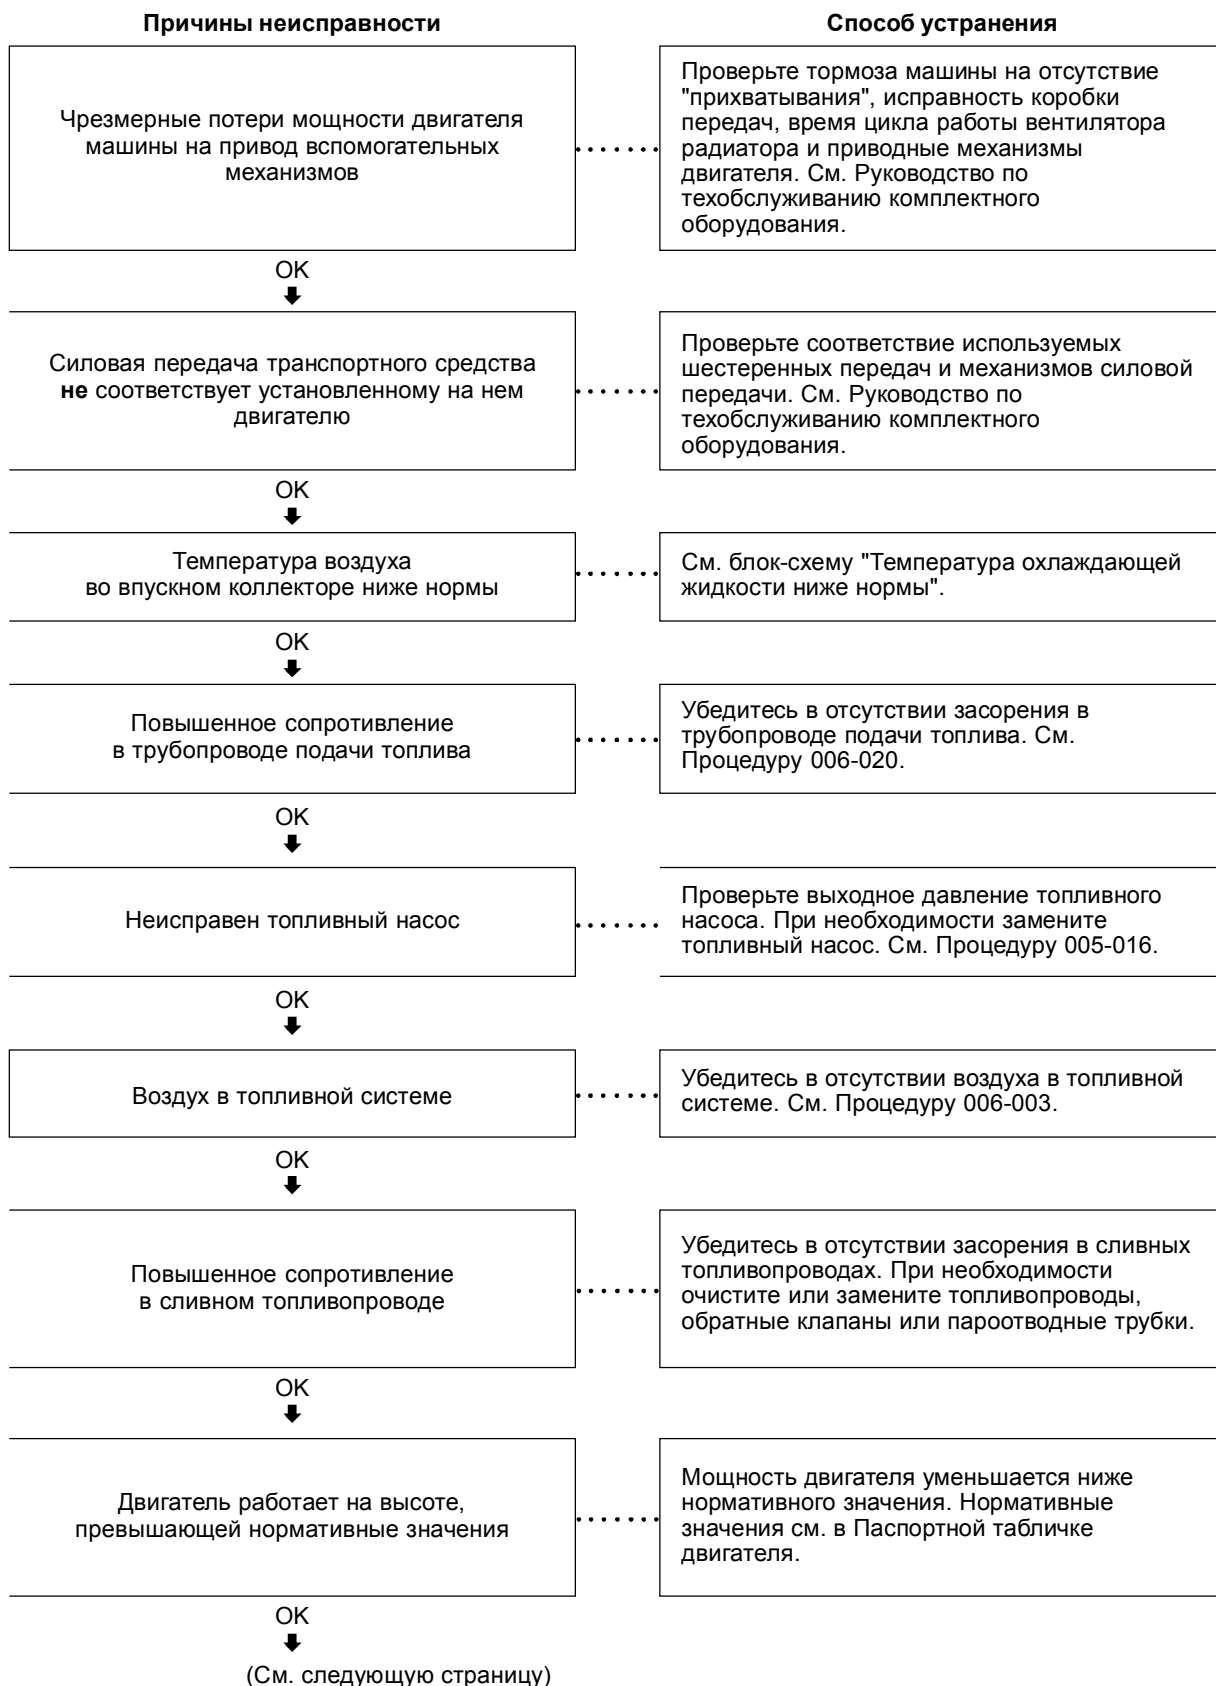 Причины неисправности
Способ устранения
Чрезмерные потери мощности двигателя
машины на привод вспомогательных
механизмов
Проверьте тормоза машины на отсутствие
"прихватывания", исправность коробки
передач, время цикла работы вентилятора
радиатора и приводные механизмы
двигателя. См. Руководство по
техобслуживанию комплектного
оборудования.
OK
Силовая передача транспортного средства
не соответствует установленному на нем
двигателю
Проверьте соответствие используемых
шестеренных передач и механизмов силовой
передачи. См. Руководство по
техобслуживанию комплектного
оборудования.
OK
Температура воздуха
во впускном коллекторе ниже нормы
См. блок-схему "Температура охлаждающей
жидкости ниже нормы".
OK
Повышенное сопротивление
в трубопроводе подачи топлива
Убедитесь в отсутствии засорения в
трубопроводе подачи топлива. См.
Процедуру 006-020.
OK
Неисправен топливный насос
Проверьте выходное давление топливного
насоса. При необходимости замените
топливный насос. См. Процедуру 005-016.
OK
Воздух в топливной системе
Убедитесь в отсутствии воздуха в топливной
системе. См. Процедуру 006-003.
OK
Повышенное сопротивление
в сливном топливопроводе
Убедитесь в отсутствии засорения в сливных
топливопроводах. При необходимости
очистите или замените топливопроводы,
обратные клапаны или пароотводные трубки.
OK
Двигатель работает на высоте,
превышающей нормативные значения
Мощность двигателя уменьшается ниже
нормативного значения. Нормативные
значения см. в Паспортной табличке
двигателя.
OK
(См. следующую страницу)